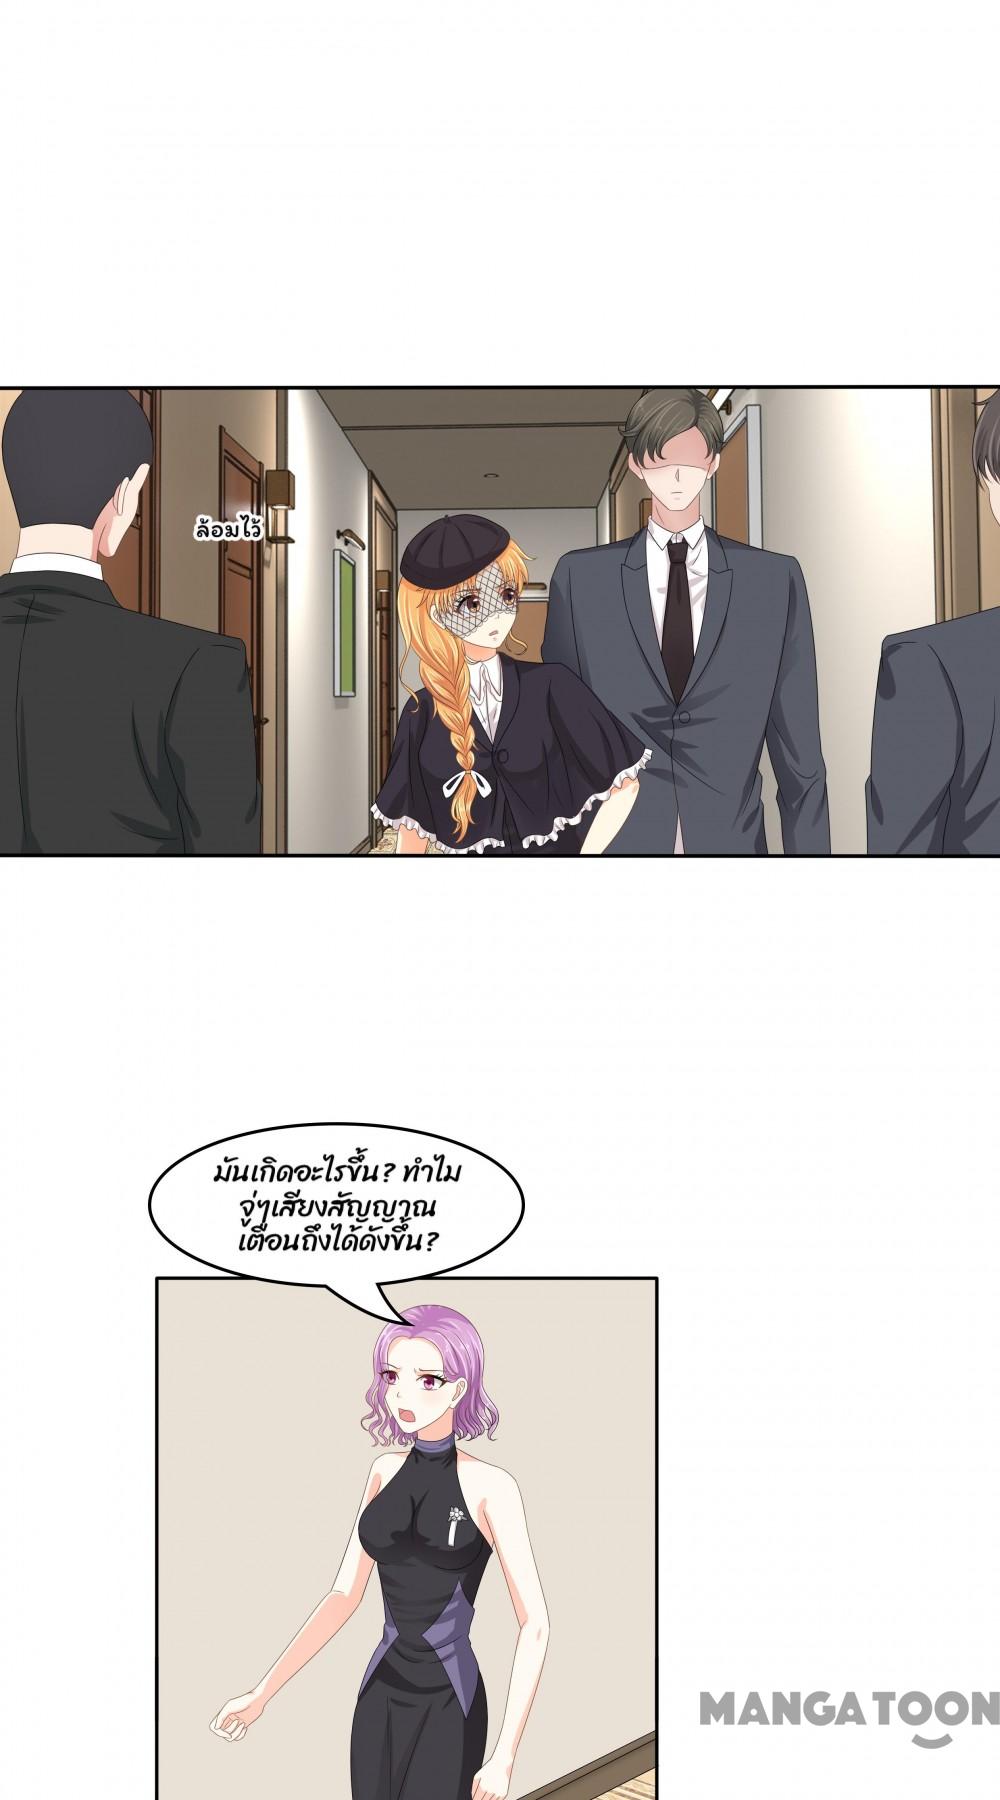 ล้อมไว้
มันเกิดอะไรขึ้น? ทำไม
จู่ๆเสียงสัญญาณ
เตือนถึงได้ดังขึ้น?
MANGATOON